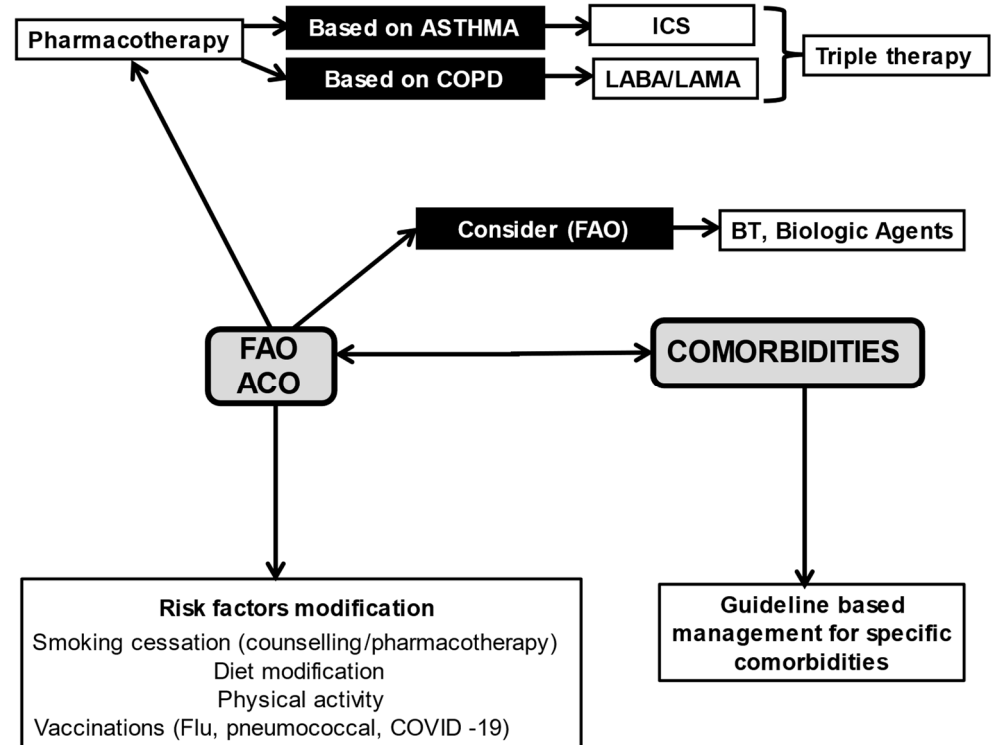 Pharmacotherapy
Based on ASTHMA
ICS
Based on COPD
LABA/LAMA
Triple therapy
Consider (FAO)
BT, Biologic Agents
FAO
ACO
COMORBIDITIES
Risk factors modification
Smoking cessation (counselling/pharmacotherapy)
Diet modification
Physical activity
Vaccinations (Flu, pneumococcal, COVID -19)
Guideline based
management for specific
comorbidities